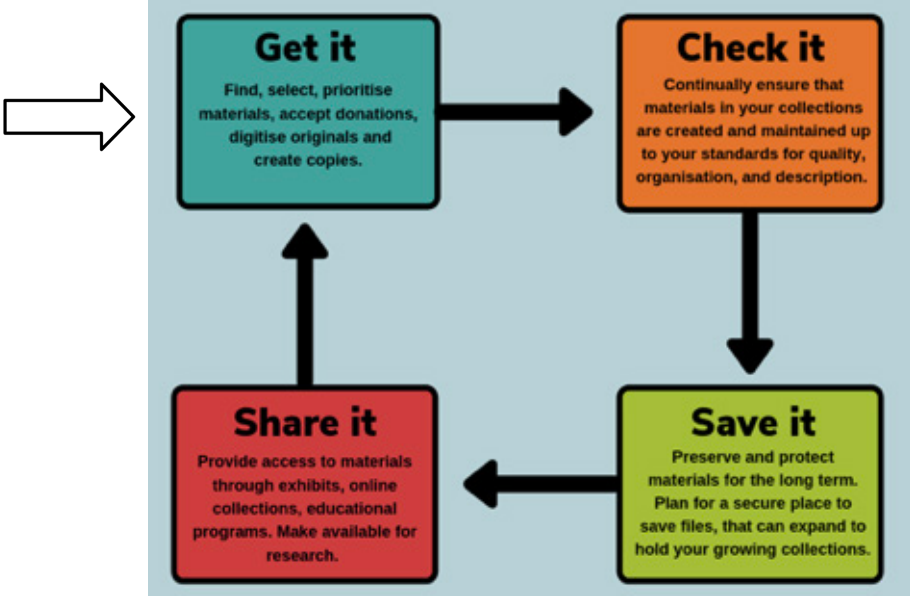 Get it
Find, select, prioritise
materials, accept donations,
digitise originals and
create copies.
Check it
Continually ensure that
materials in your collections
are created and maintained up
to your standards for quality,
organisation, and description.
Share it
Provide access to materials
through exhibits, online
collections, educational
programs. Make available for
research.
Save it
Preserve and protect
materials for the long term.
Plan for a secure place to
save files, that can expand to
hold your growing collections.